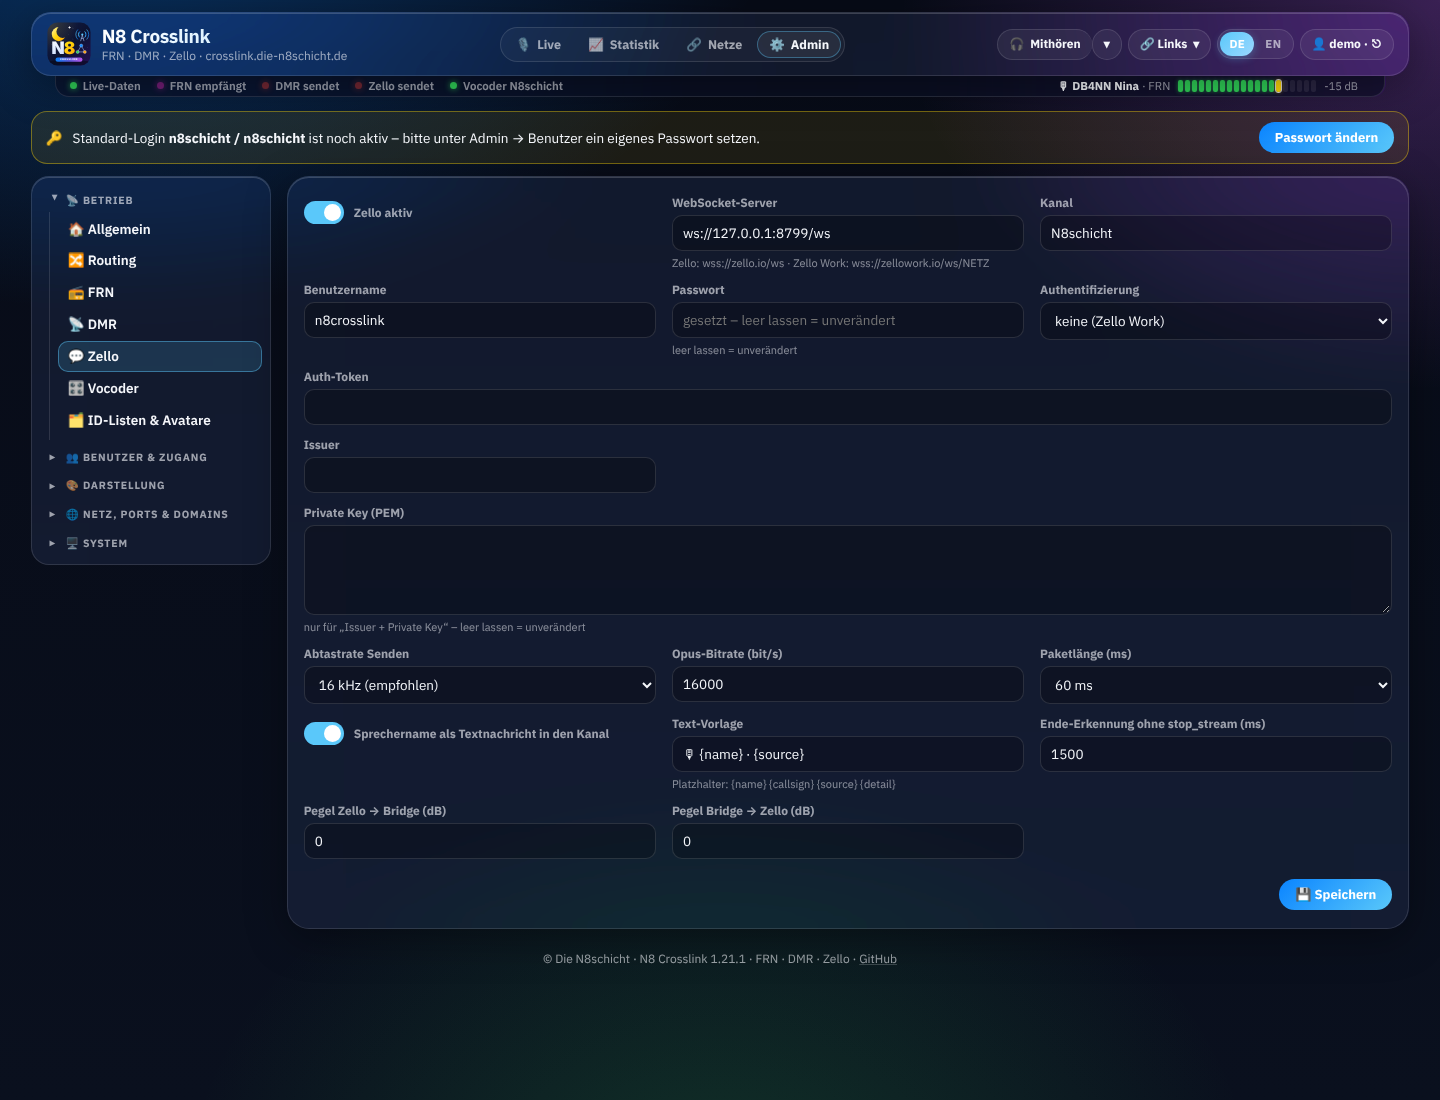 N8 Crosslink
FRN · DMR · Zello · crosslink.die-n8schicht.de
Live
Statistik
Netze
Admin
Mithören
Links
DE
EN
demo ·
Live-Daten
FRN empfängt
DMR sendet
Zello sendet
Vocoder N8schicht
DB4NN Nina · FRN
-15 dB
Standard-Login n8schicht / n8schicht ist noch aktiv – bitte unter Admin → Benutzer ein eigenes Passwort setzen.
Passwort ändern
BETRIEB
Allgemein
Routing
FRN
DMR
Zello
Vocoder
ID-Listen & Avatare
BENUTZER & ZUGANG
DARSTELLUNG
NETZ, PORTS & DOMAINS
SYSTEM
Zello aktiv
WebSocket-Server
ws://127.0.0.1:8799/ws
Zello: wss://zello.io/ws · Zello Work: wss://zellowork.io/ws/NETZ
Kanal
N8schicht
Benutzername
n8crosslink
Passwort
gesetzt – leer lassen = unverändert
leer lassen = unverändert
Authentifizierung
keine (Zello Work)
Auth-Token
Issuer
Private Key (PEM)
nur für „Issuer + Private Key“ – leer lassen = unverändert
Abtastrate Senden
16 kHz (empfohlen)
Opus-Bitrate (bit/s)
16000
Paketlänge (ms)
60 ms
Sprechername als Textnachricht in den Kanal
Text-Vorlage
🎙 {name} · {source}
Platzhalter: {name} {callsign} {source} {detail}
Ende-Erkennung ohne stop_stream (ms)
1500
Pegel Zello → Bridge (dB)
0
Pegel Bridge → Zello (dB)
0
Speichern
© Die N8schicht · N8 Crosslink 1.21.1 · FRN · DMR · Zello · GitHub